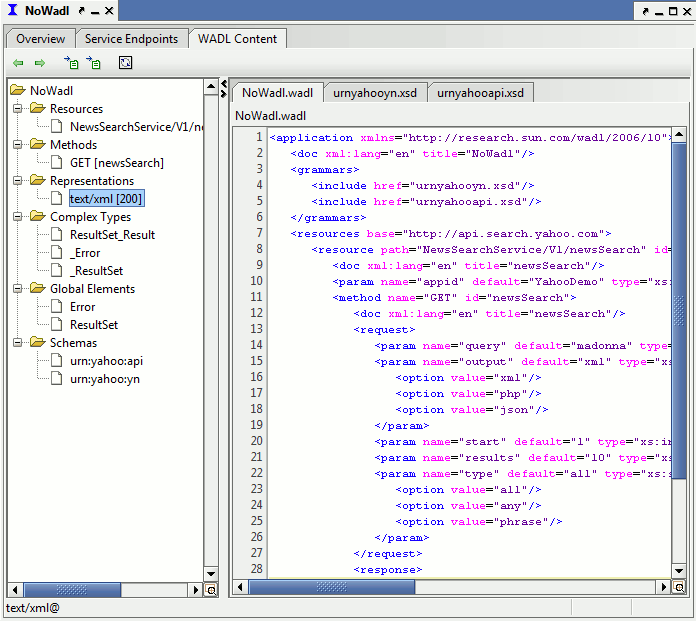 NoWadl
Overview
Service Endpoints
WADL Content
NoWadl
Resources
NewsSearchService/V1/ne
Methods
GET [newsSearch]
Representations
text/xml [200]
Complex Types
ResultSet_Result
_Error
_ResultSet
Global Elements
Error
ResultSet
Schemas
urn:yahoo:api
urn:yahoo:yn
NoWadl.wadl
urnyahooyn.xsd
urnyahooapi.xsd
NoWadl.wadl
1 <application xmlns="http://research.sun.com/wadl/2006/10">
2 <doc xml:lang="en" title="NoWadl"/>
3 <grammars>
4 <include href="urnyahooyn.xsd"/>
5 <include href="urnyahooapi.xsd"/>
6 </grammars>
7 <resources base="http://api.search.yahoo.com">
8 <resource path="NewsSearchService/V1/newsSearch" id=
9 <doc xml:lang="en" title="newsSearch"/>
10 <param name="appid" default="YahooDemo" type="xs:
11 <method name="GET" id="newsSearch">
12 <doc xml:lang="en" title="newsSearch"/>
13 <request>
14 <param name="query" default="madonna" type=
15 <param name="output" default="xml" type="xs
16 <option value="xml"/>
17 <option value="php"/>
18 <option value="json"/>
19 </param>
20 <param name="start" default="1" type="xs:in
21 <param name="results" default="10" type="xs
22 <param name="type" default="all" type="xs:s
23 <option value="all"/>
24 <option value="any"/>
25 <option value="phrase"/>
26 </param>
27 </request>
28 <response>
text/xml@